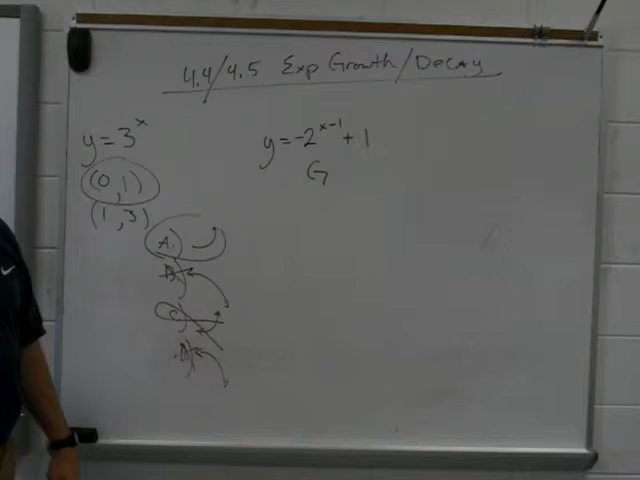 4.4/4.5 Exp Growth/Decay
y=3^x
(0,1)
(1,3)
A.
B.
C.
y=-2^{x-1}+1
G